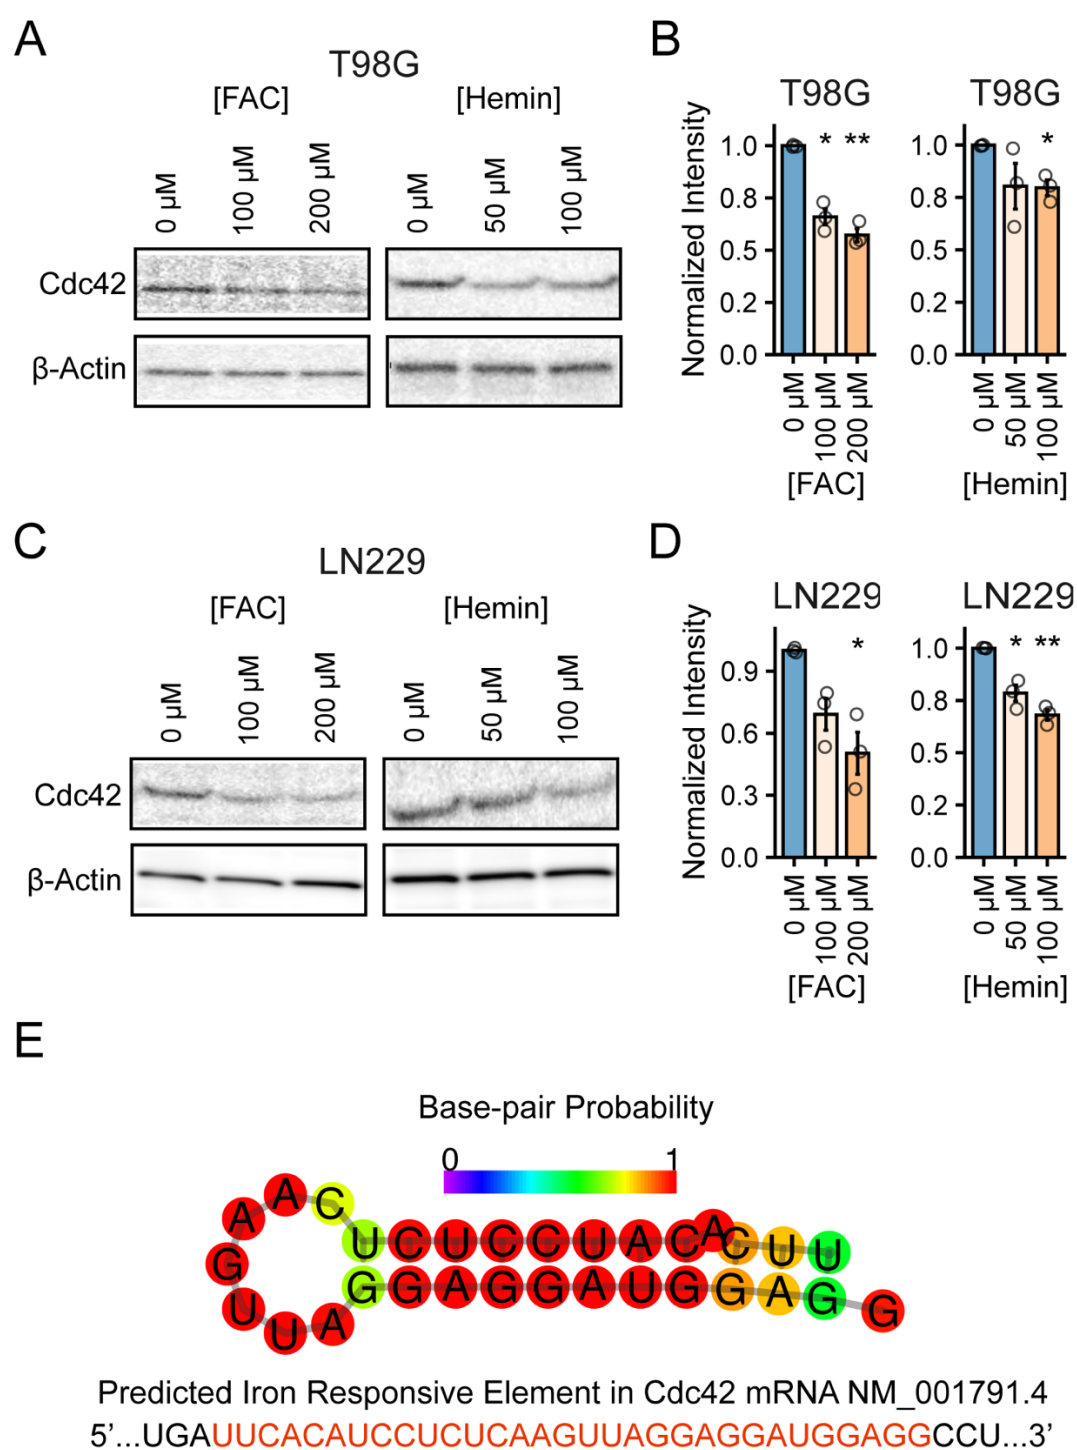 A
T98G
[FAC] [Hemin]
0 µM 100 µM 200 µM 0 µM 50 µM 100 µM
Cdc42
β-Actin
B
T98G T98G
Normalized Intensity
1.0 * ** 1.0 *
0.8 0.8
0.5 0.5
0.2 0.2
0.0 0.0
0 µM 100 µM 200 µM 0 µM 50 µM 100 µM
[FAC] [Hemin]
C
LN229
[FAC] [Hemin]
0 µM 100 µM 200 µM 0 µM 50 µM 100 µM
Cdc42
β-Actin
D
LN229 LN229
Normalized Intensity
0.9 * 1.0 * **
0.6 0.8
0.3 0.5
0.0 0.2
0.0
0 µM 100 µM 200 µM 0 µM 50 µM 100 µM
[FAC] [Hemin]
E
Base-pair Probability
0 1
G A A C U C U C C U A C A C U U
U U A G G A G G A U G G A G G
Predicted Iron Responsive Element in Cdc42 mRNA NM_001791.4
5’...UGAUUCACAUCCUCUCAAGUUAGGAGGAUGGAGGCCU...3’